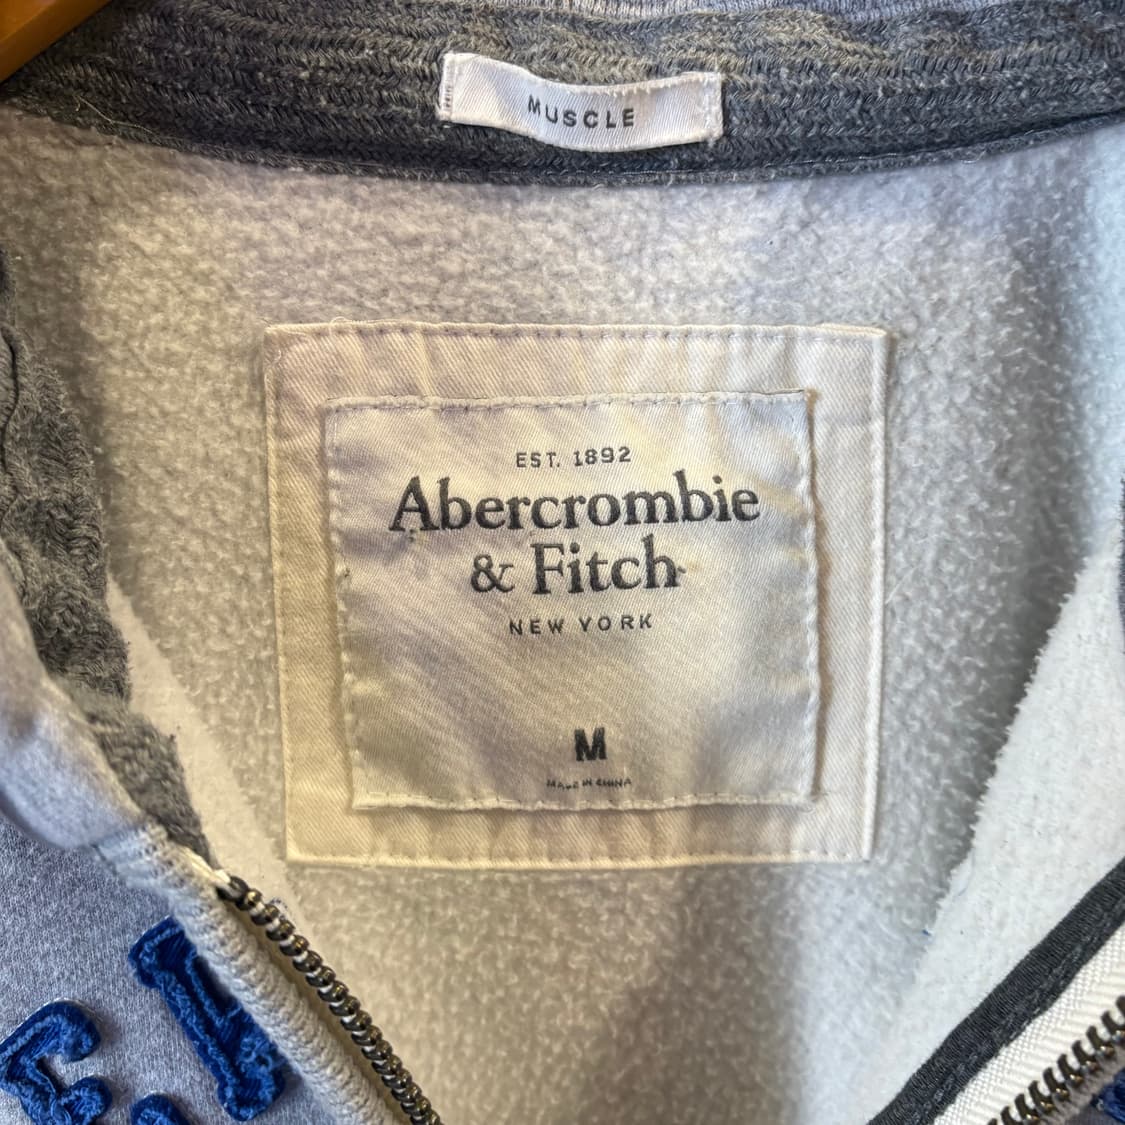 MUSCLE
EST. 1892
Abercrombie
& Fitch
NEW YORK
M
MADE IN CHINA